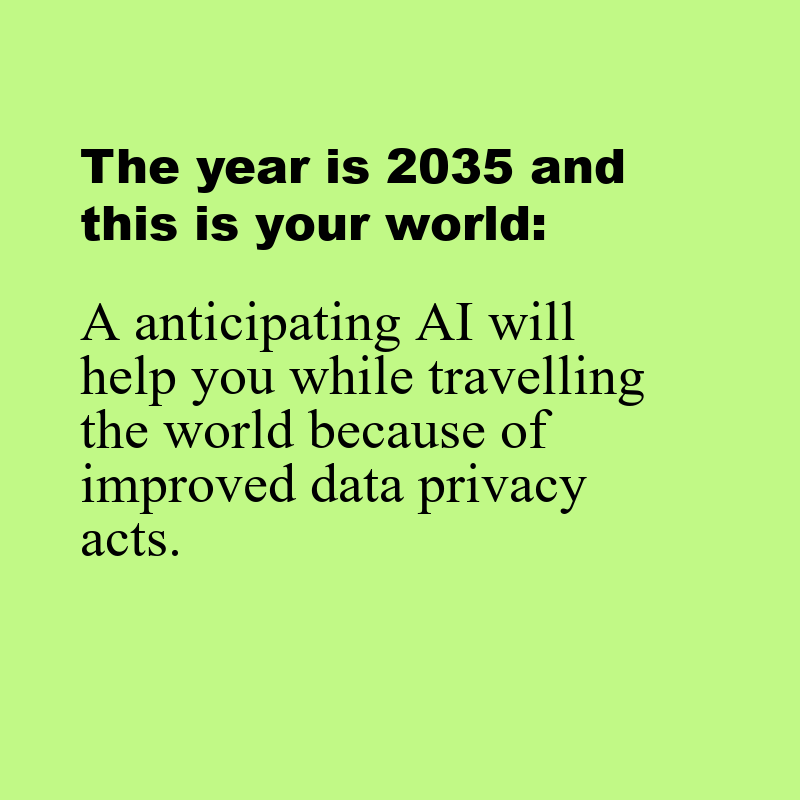 The year is 2035 and
this is your world:
A anticipating AI will
help you while travelling
the world because of
improved data privacy
acts.